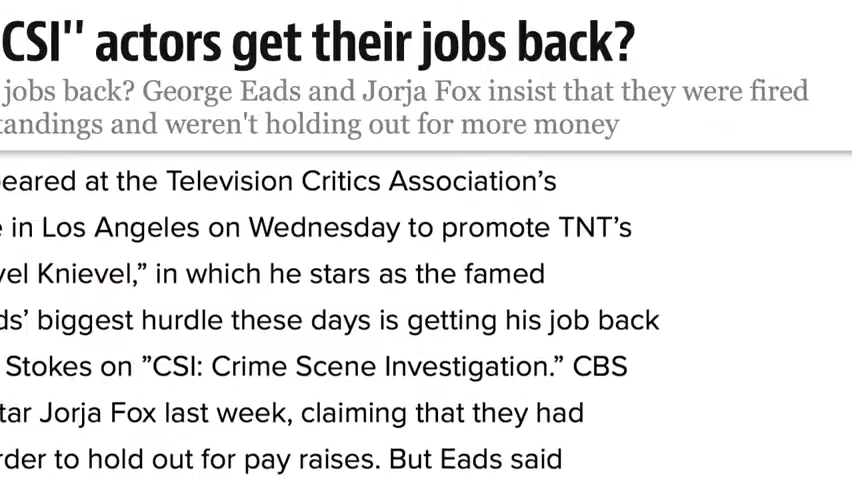 CSI" actors get their jobs back?
jobs back? George Eads and Jorja Fox insist that they were fired
tandings and weren't holding out for more money
eared at the Television Critics Association’s
e in Los Angeles on Wednesday to promote TNT’s
vel Knievel,” in which he stars as the famed
ds’ biggest hurdle these days is getting his job back
Stokes on ”CSI: Crime Scene Investigation.” CBS
tar Jorja Fox last week, claiming that they had
rder to hold out for pay raises. But Eads said